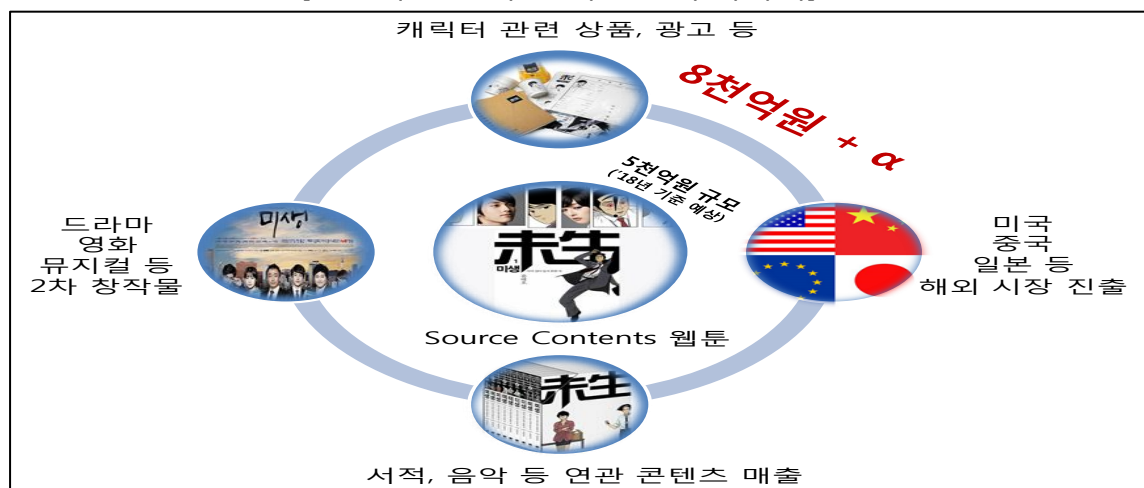 캐릭터 관련 상품, 광고 등
8천억원 + α
5천억원 규모
('18년 기준 예상)
드라마
영화
뮤지컬 등
2차 창작물
미생
未生
미생
미국
중국
일본 등
해외 시장 진출
Source Contents 웹툰
未生
서적, 음악 등 연관 콘텐츠 매출